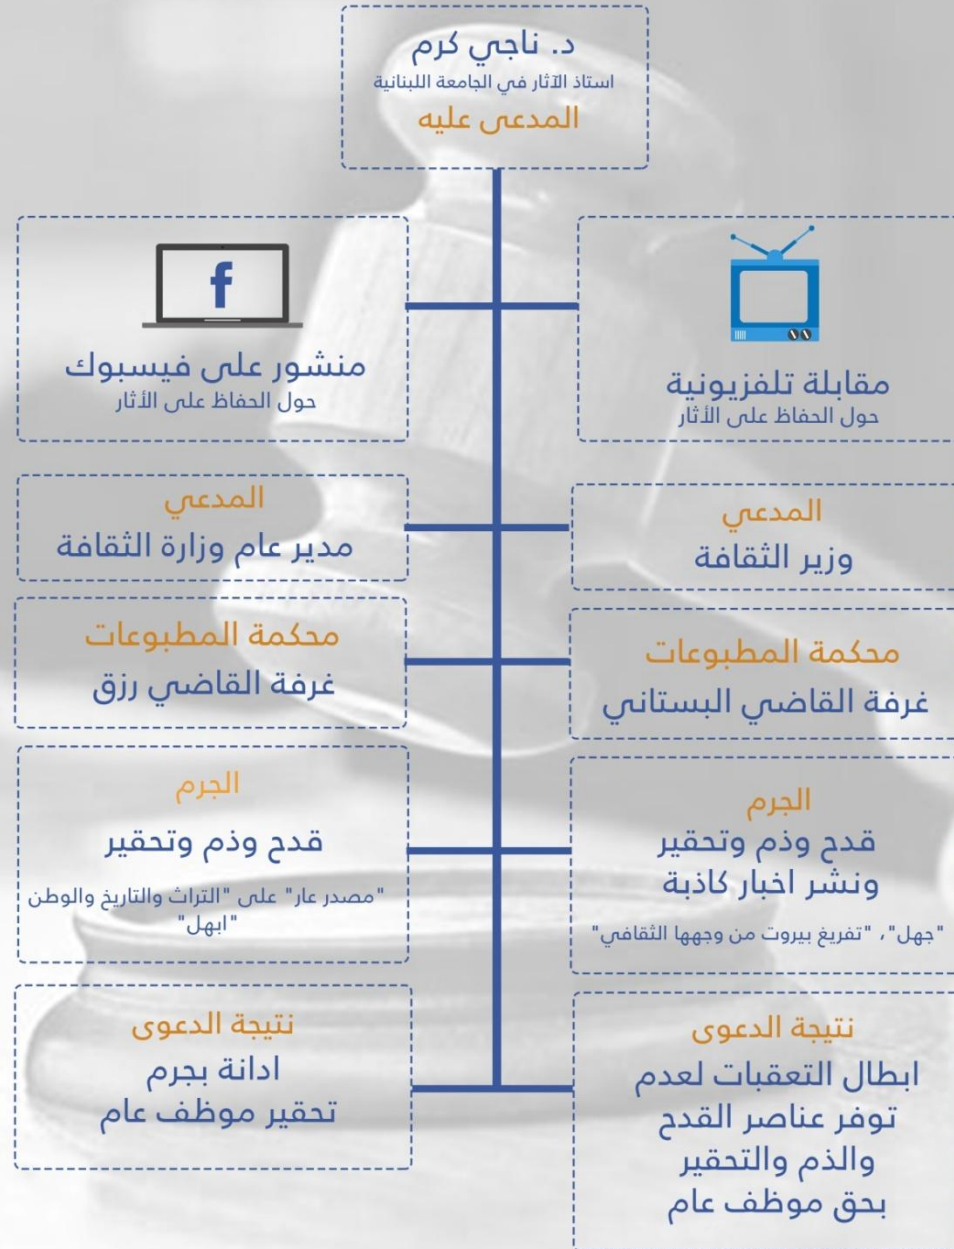 د. ناجي كرم
استاذ الآثار في الجامعة اللبنانية
المدعى عليه
مقابلة تلفزيونية
حول الحفاظ على الأثار
المدعي
وزير الثقافة
محكمة المطبوعات
غرفة القاضي البستاني
الجرم
قدح وذم وتحقير
ونشر اخبار كاذبة
"جهل"، "تفريغ بيروت من وجهها الثقافي"
نتيجة الدعوى
ابطال التعقبات لعدم
توفر عناصر القدح
والذم والتحقير
بحق موظف عام
f
منشور على فيسبوك
حول الحفاظ على الأثار
المدعي
مدير عام وزارة الثقافة
محكمة المطبوعات
غرفة القاضي رزق
الجرم
قدح وذم وتحقير
"مصدر عار" على "التراث والتاريخ والوطن
"ابهل"
نتيجة الدعوى
ادانة بجرم
تحقير موظف عام